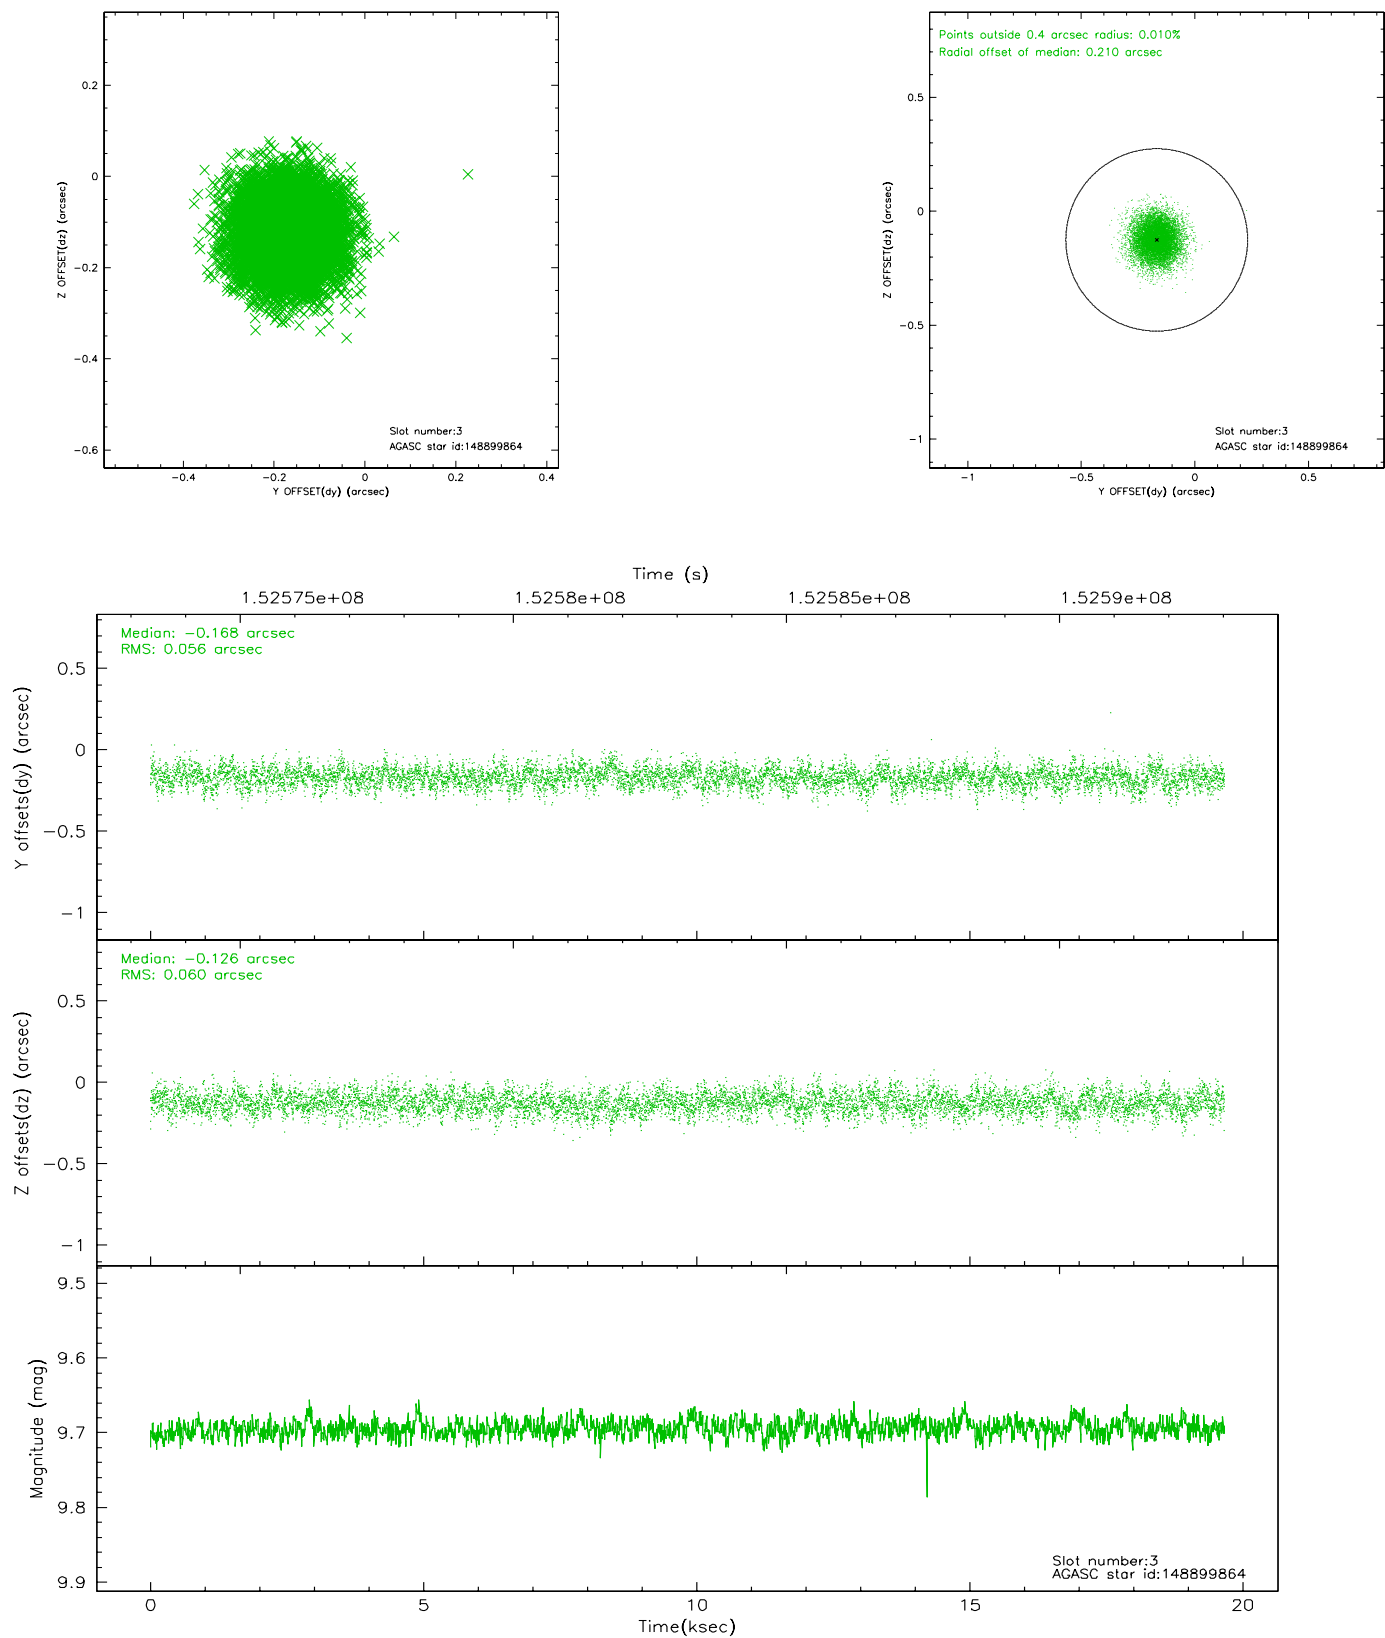 0.2
0
−0.2
−0.4
−0.6
Z OFFSET(dz) (arcsec)
Slot number:3
AGASC star id:148899864
−0.4 −0.2 0 0.2 0.4
Y OFFSET(dy) (arcsec)
Points outside 0.4 arcsec radius: 0.010%
Radial offset of median: 0.210 arcsec
0.5
0
−0.5
−1
Z OFFSET(dz) (arcsec)
Slot number:3
AGASC star id:148899864
−1 −0.5 0 0.5
Y OFFSET(dy) (arcsec)
Time (s)
1.52575e+08 1.5258e+08 1.52585e+08 1.5259e+08
Median: −0.168 arcsec
RMS: 0.056 arcsec
0.5
0
−0.5
−1
Y offsets(dy) (arcsec)
Median: −0.126 arcsec
RMS: 0.060 arcsec
0.5
0
−0.5
−1
Z offsets(dz) (arcsec)
9.5
9.6
9.7
9.8
9.9
Magnitude (mag)
Slot number:3
AGASC star id:148899864
0 5 10 15 20
Time(ksec)